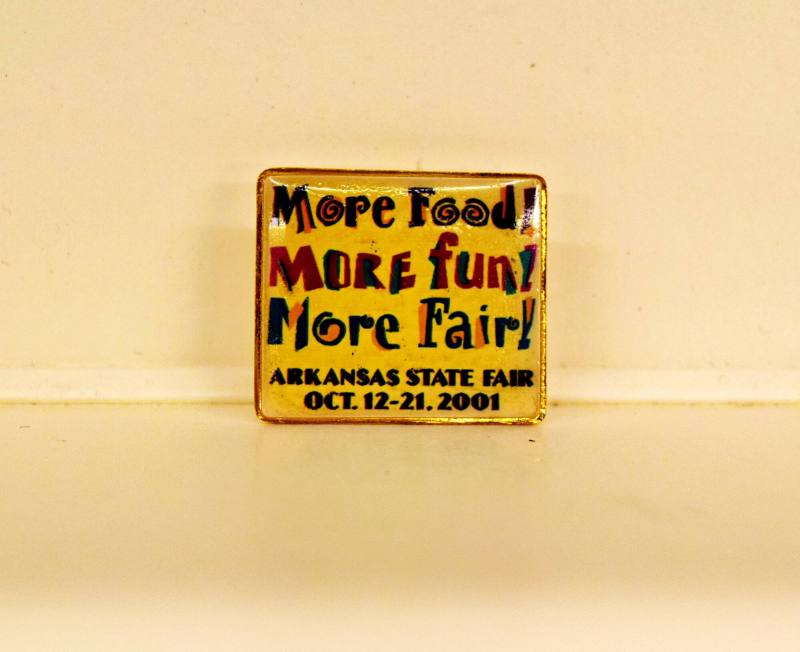 More Food!
MORE fun!
More Fair!
ARKANSAS STATE FAIR
OCT. 12-21, 2001